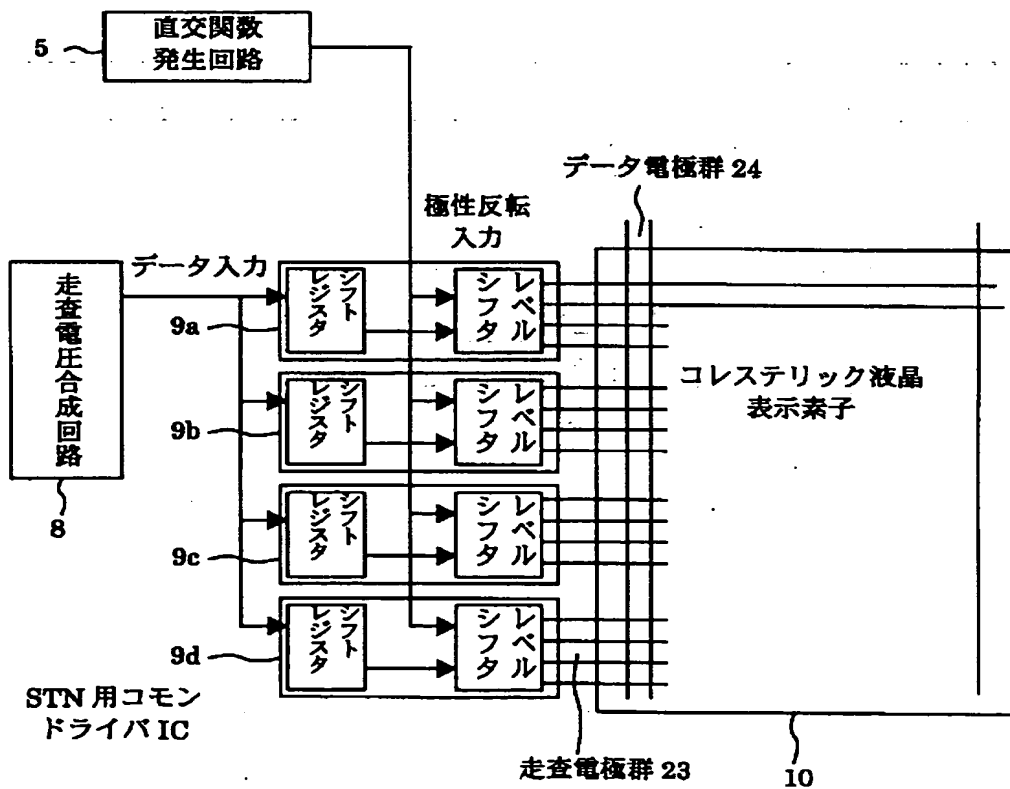 直交関数
発生回路
5
データ電極群 24
極性反転
入力
データ入力
走査電圧合成回路
8
シフト
レジスタ
レベル
シフタ
9a
シフト
レジスタ
レベル
シフタ
9b
コレステリック液晶
表示素子
シフト
レジスタ
レベル
シフタ
9c
シフト
レジスタ
レベル
シフタ
9d
STN 用コモン
ドライバ IC
走査電極群 23
10